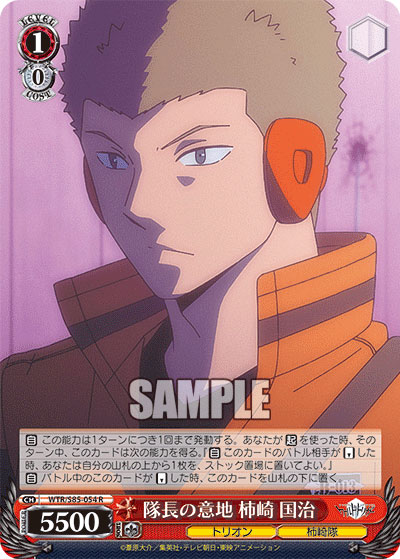 LEVEL
1
0
COST
SAMPLE
自 この能力は1ターンにつき1回まで発動する。あなたが起を使った時、そのターン中、このカードは次の能力を得る。『自 このカードのバトル相手が
した時、あなたは自分の山札の上から1枚を、ストック置場に置いてよい。』
自 バトル中のこのカードが
した時、このカードを山札の下に置く。
CH WTR/S85-054 R
5500
隊長の意地 柿崎 国治
トリオン
柿崎隊
©葦原大介/集英社・テレビ朝日・東映アニメーション